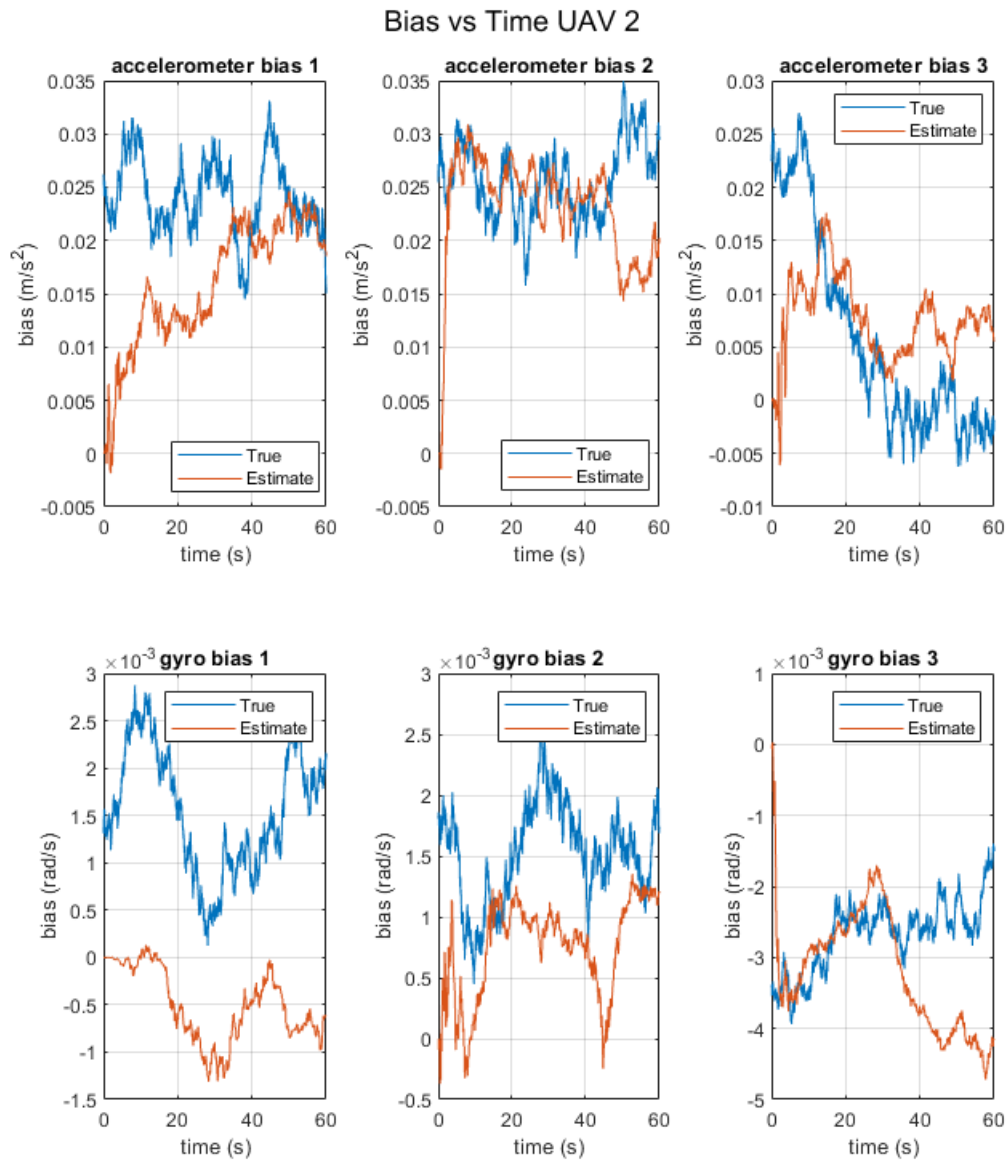 Bias vs Time UAV 2
accelerometer bias 1
0.035
0.03
0.025
0.02
0.015
0.01
0.005
0
-0.005
bias (m/s²)
True
Estimate
0 20 40 60
time (s)
accelerometer bias 2
0.035
0.03
0.025
0.02
0.015
0.01
0.005
0
-0.005
bias (m/s²)
True
Estimate
0 20 40 60
time (s)
accelerometer bias 3
0.03
0.025
0.02
0.015
0.01
0.005
0
-0.005
-0.01
bias (m/s²)
True
Estimate
0 20 40 60
time (s)
×10⁻³ gyro bias 1
3
2.5
2
1.5
1
0.5
0
-0.5
-1
-1.5
bias (rad/s)
True
Estimate
0 20 40 60
time (s)
×10⁻³ gyro bias 2
3
2.5
2
1.5
1
0.5
0
-0.5
bias (rad/s)
True
Estimate
0 20 40 60
time (s)
×10⁻³ gyro bias 3
1
0
-1
-2
-3
-4
-5
bias (rad/s)
True
Estimate
0 20 40 60
time (s)